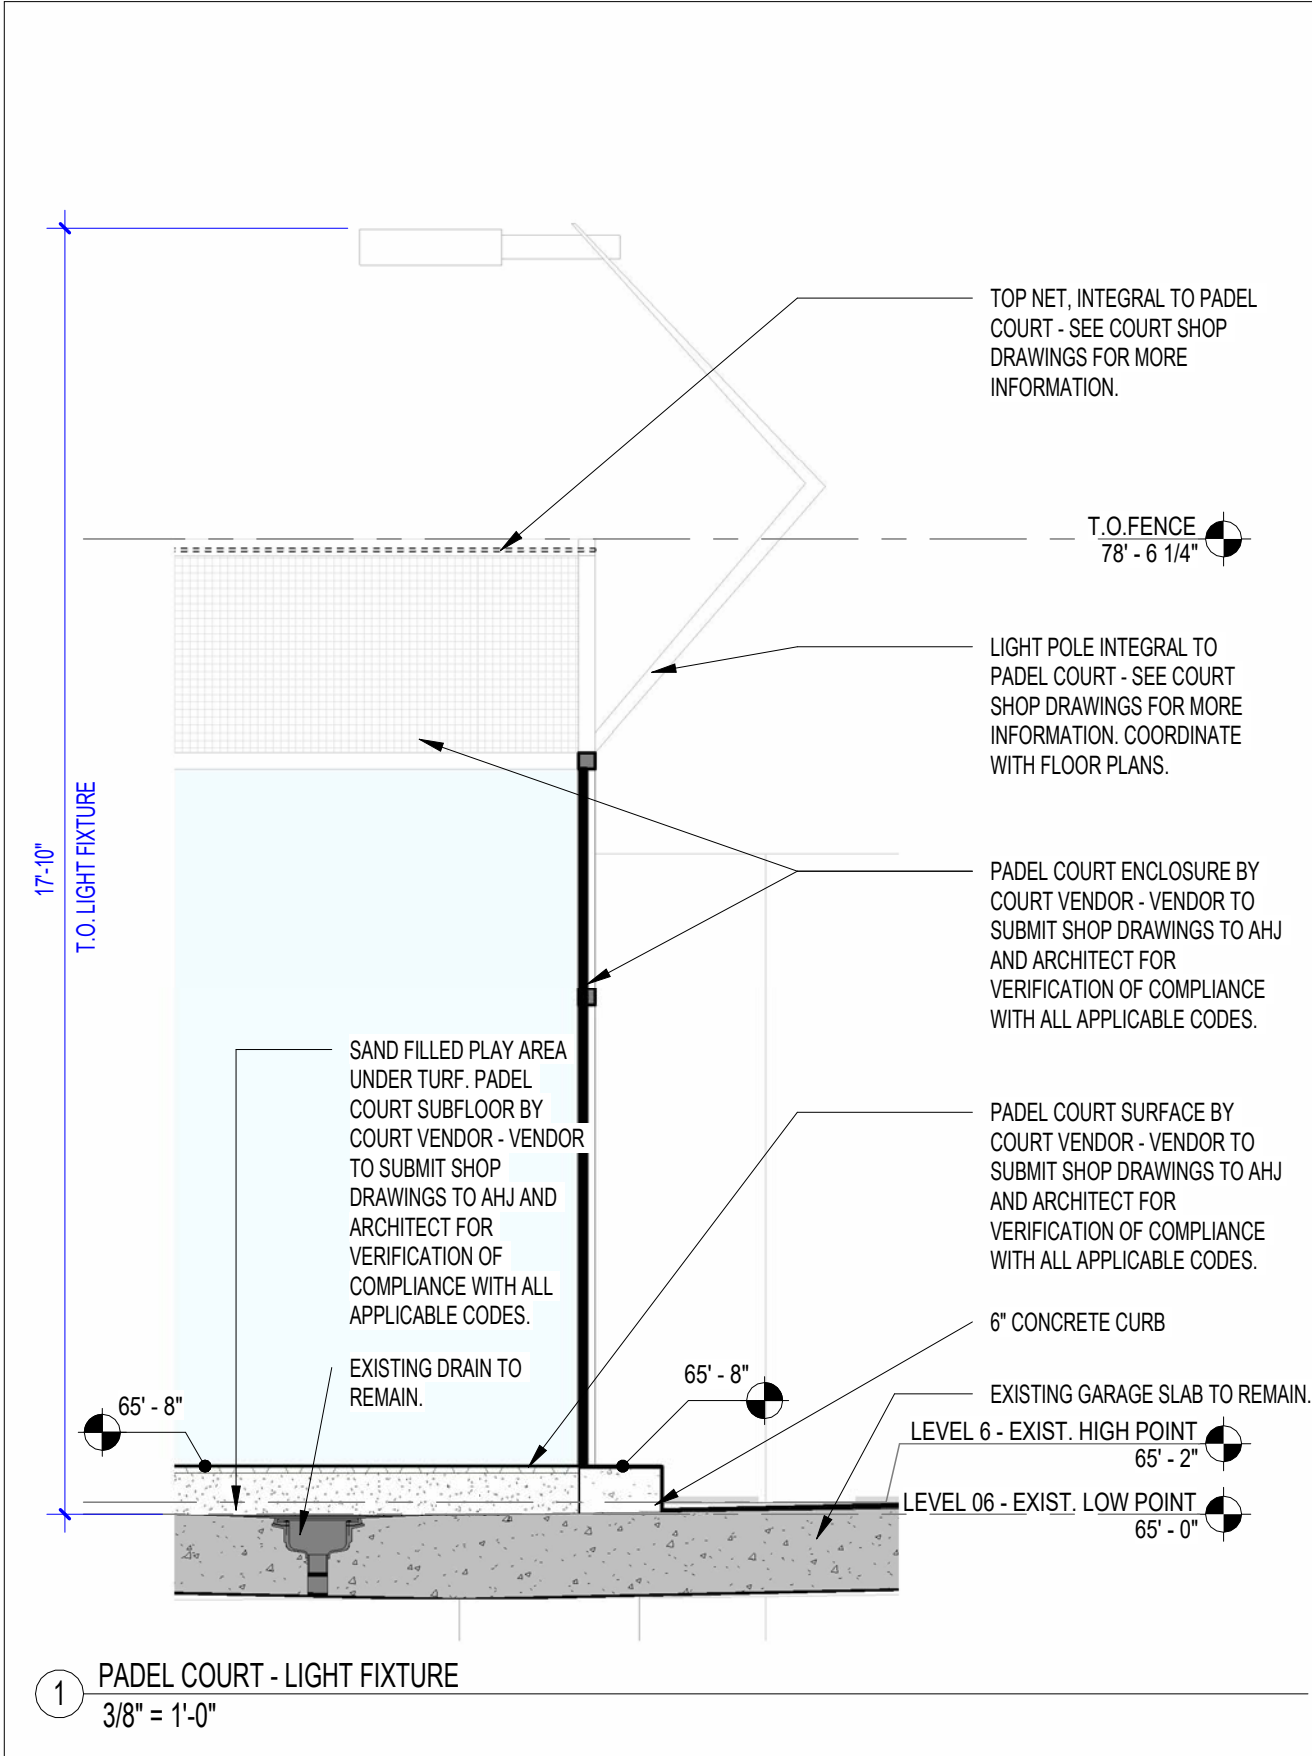 TOP NET, INTEGRAL TO PADEL
COURT - SEE COURT SHOP
DRAWINGS FOR MORE
INFORMATION.
T.O.FENCE
78' - 6 1/4"
LIGHT POLE INTEGRAL TO
PADEL COURT - SEE COURT
SHOP DRAWINGS FOR MORE
INFORMATION. COORDINATE
WITH FLOOR PLANS.
17'-10"
T.O. LIGHT FIXTURE
PADEL COURT ENCLOSURE BY
COURT VENDOR - VENDOR TO
SUBMIT SHOP DRAWINGS TO AHJ
AND ARCHITECT FOR
VERIFICATION OF COMPLIANCE
WITH ALL APPLICABLE CODES.
SAND FILLED PLAY AREA
UNDER TURF. PADEL
COURT SUBFLOOR BY
COURT VENDOR - VENDOR
TO SUBMIT SHOP
DRAWINGS TO AHJ AND
ARCHITECT FOR
VERIFICATION OF
COMPLIANCE WITH ALL
APPLICABLE CODES.
PADEL COURT SURFACE BY
COURT VENDOR - VENDOR TO
SUBMIT SHOP DRAWINGS TO AHJ
AND ARCHITECT FOR
VERIFICATION OF COMPLIANCE
WITH ALL APPLICABLE CODES.
6" CONCRETE CURB
EXISTING DRAIN TO
REMAIN.
65' - 8"
65' - 8"
EXISTING GARAGE SLAB TO REMAIN.
LEVEL 6 - EXIST. HIGH POINT
65' - 2"
LEVEL 06 - EXIST. LOW POINT
65' - 0"
1
PADEL COURT - LIGHT FIXTURE
3/8" = 1'-0"